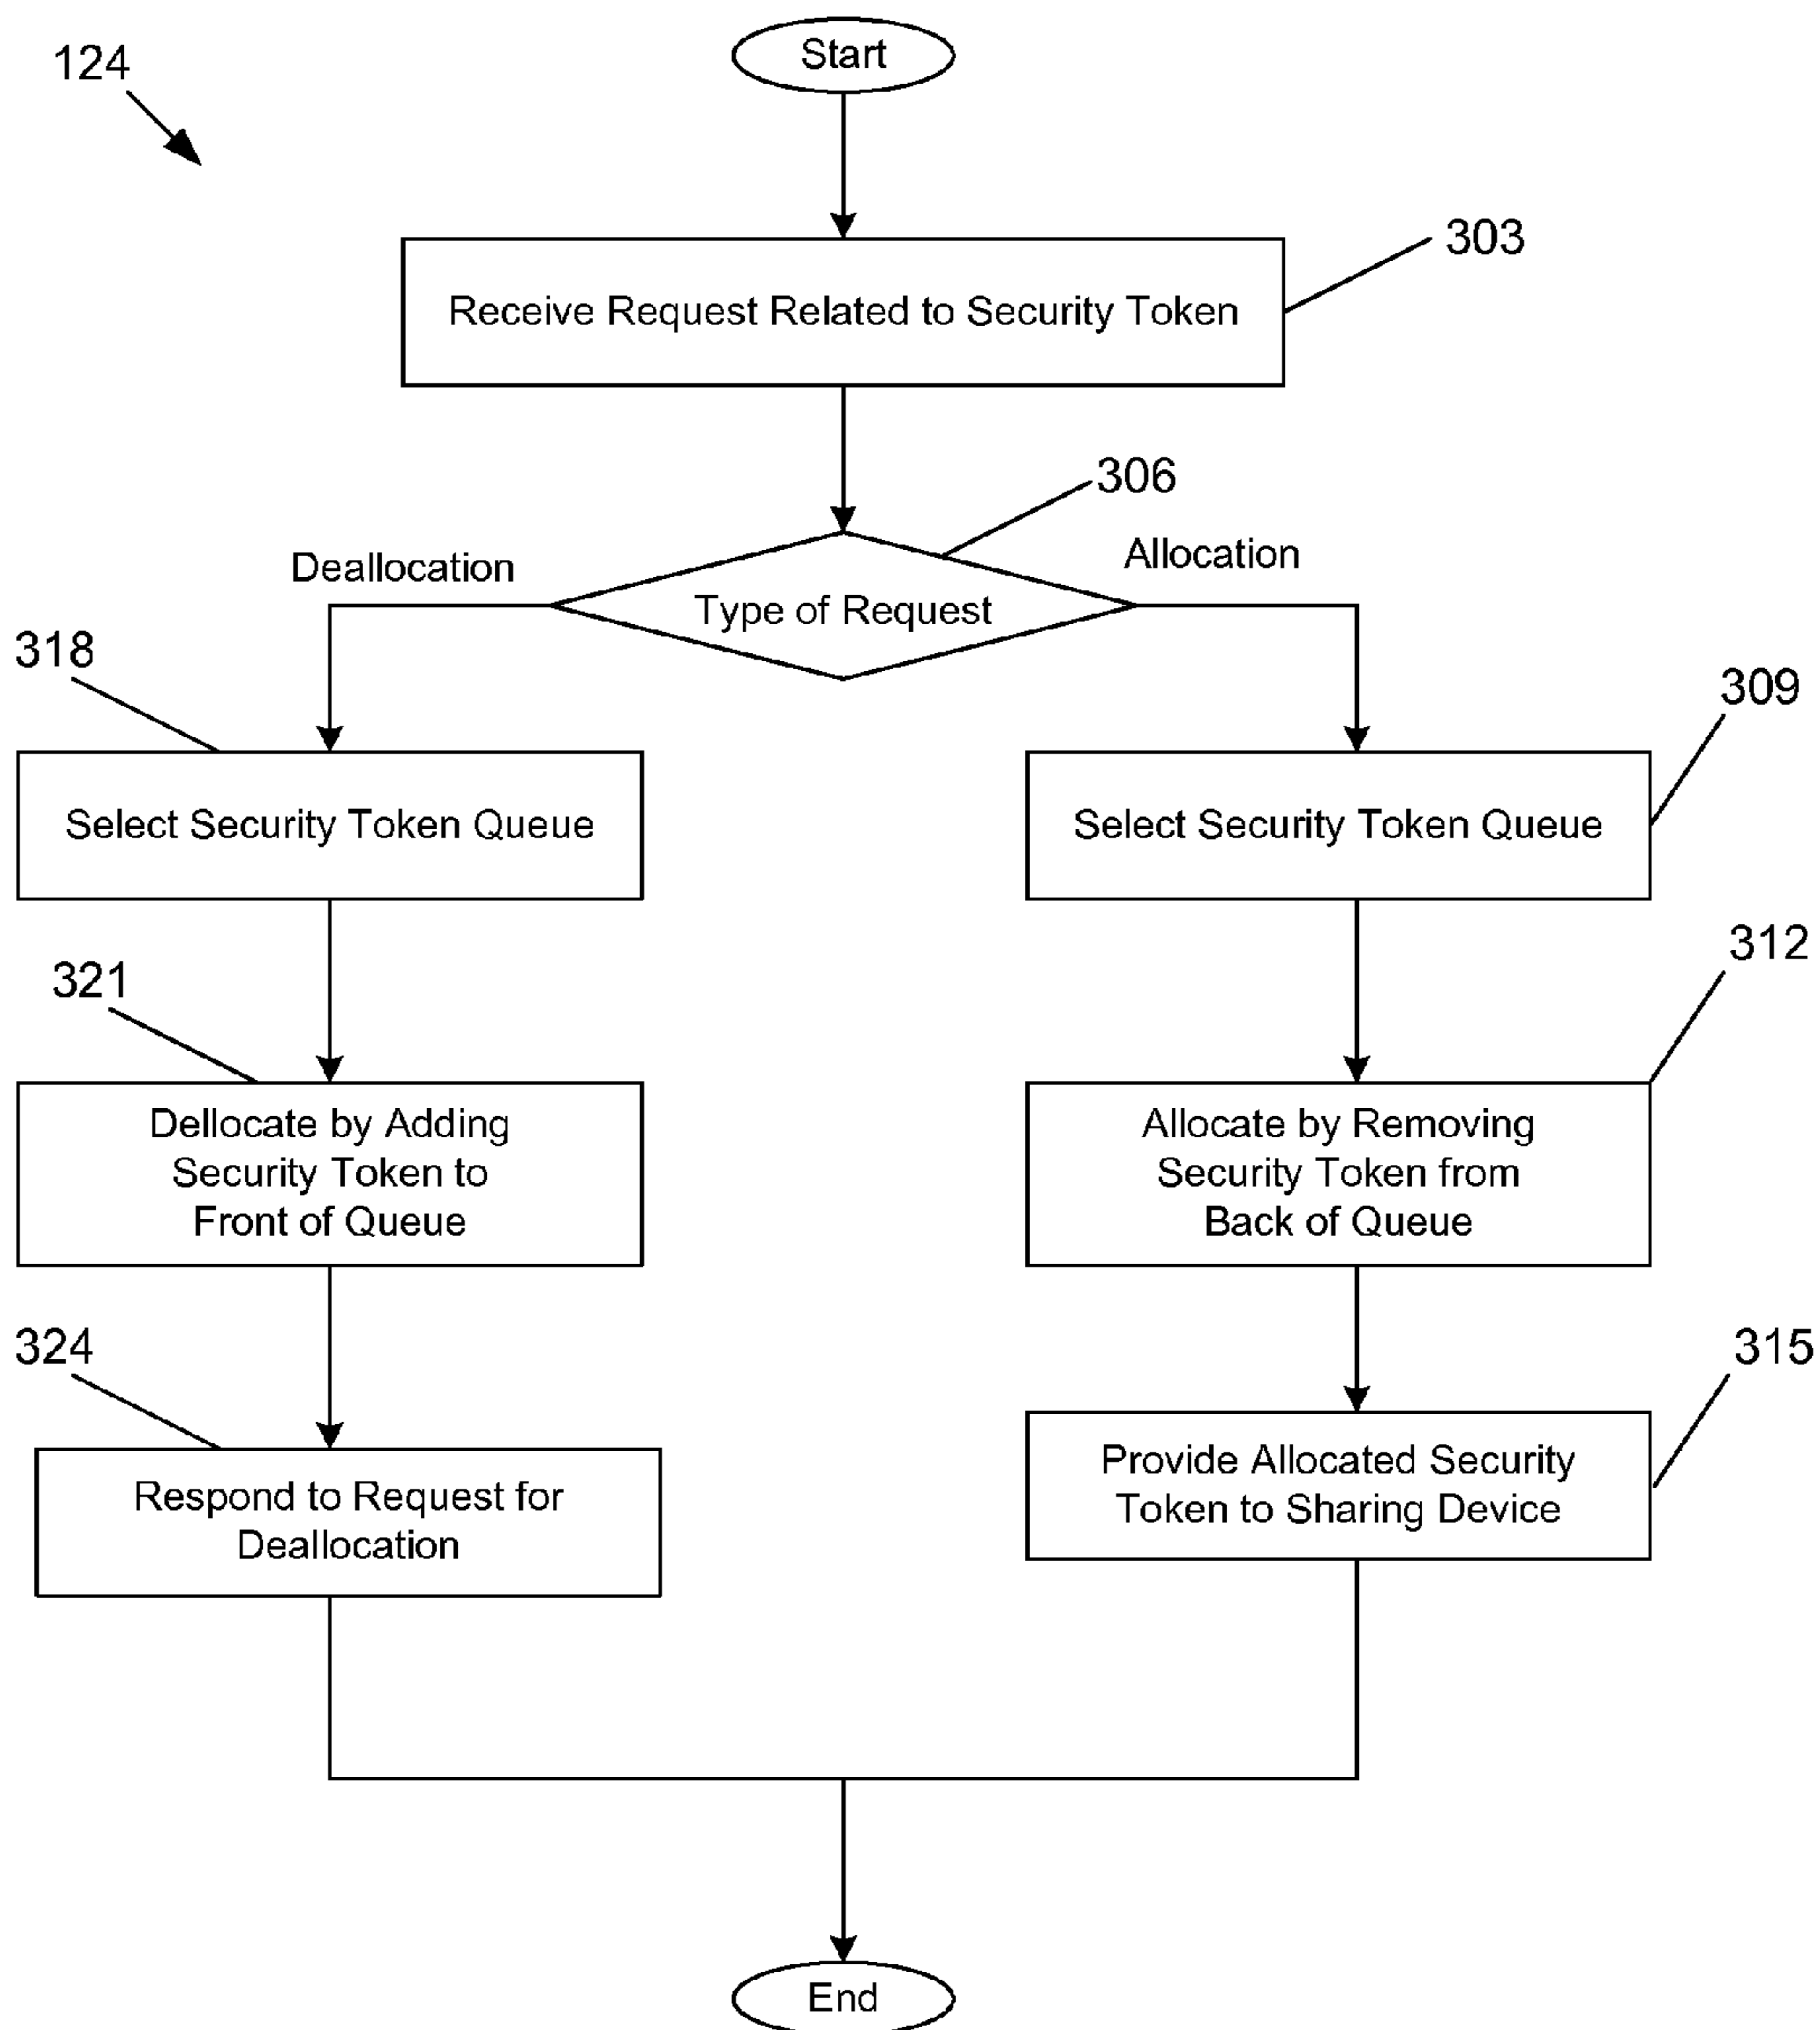 124
Start
303
Receive Request Related to Security Token
306
Deallocation
Allocation
Type of Request
318
309
Select Security Token Queue
Select Security Token Queue
321
312
Dellocate by Adding
Security Token to
Front of Queue
Allocate by Removing
Security Token from
Back of Queue
324
315
Respond to Request for
Deallocation
Provide Allocated Security
Token to Sharing Device
End